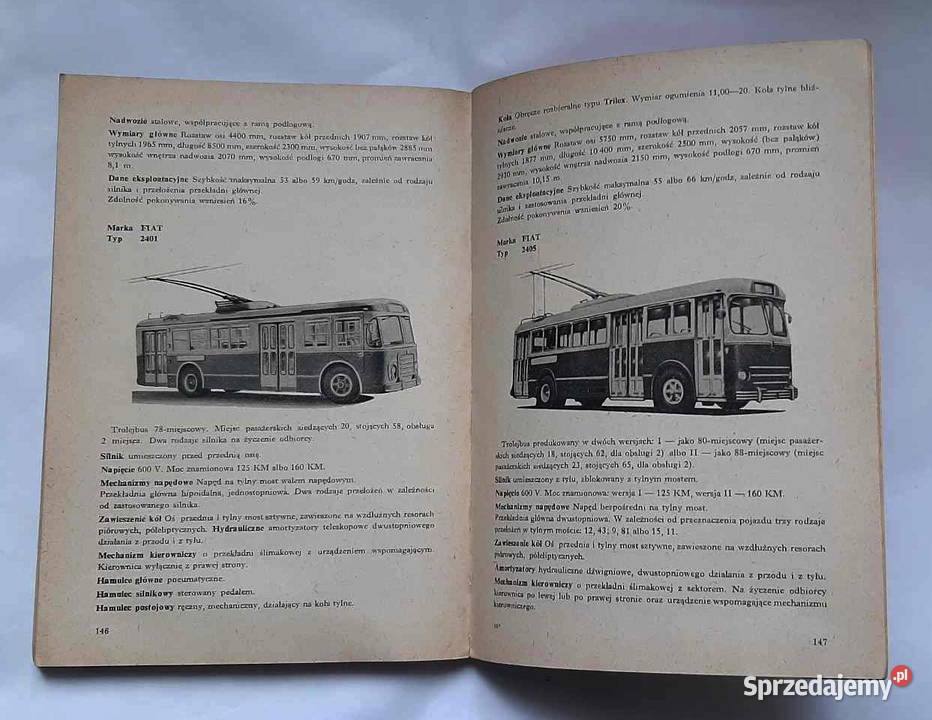 Nadwozie stalowe, współpracujące z ramą podłogową.
Wymiary główne Rozstaw osi 4400 mm, rozstaw kół przednich 1907 mm, rozstaw kół
tylnych 1965 mm, długość 8500 mm, szerokość 2300 mm, wysokość bez pałąków 2885 mm
wysokość wnętrza nadwozia 2070 mm, wysokość podłogi 670 mm, promień zawracania
8,1 m.
Dane eksploatacyjne Szybkość maksymalna 53 albo 59 km/godz, zależnie od rodzaju
silnika i przełożenia przekładni głównej.
Zdolność pokonywania wzniesień 16%.
Marka FIAT
Typ 2401
Trolejbus 78-miejscowy. Miejsc pasażerskich siedzących 20, stojących 58, obsługa
2 miejsca. Dwa rodzaje silnika na życzenie odbiorcy.
Silnik umieszczony przed przednią osią.
Napięcie 600 V. Moc znamionowa 125 KM albo 160 KM.
Mechanizmy napędowe Napęd na tylny most wałem napędowym.
Przekładnia główna hipoidalna, jednostopniowa. Dwa rodzaje przełożeń w zależności
od zastosowanego silnika.
Zawieszenie kół Oś przednia i tylny most sztywne, zawieszone na wzdłużnych resorach
piórowych, półeliptycznych. Hydrauliczne amortyzatory teleskopowe dwustopniowego
działania z przodu i z tyłu.
Mechanizm kierowniczy o przekładni ślimakowej z urządzeniem wspomagającym.
Kierownica wyłącznie z prawej strony.
Hamulce główne pneumatyczne.
Hamulec silnikowy sterowany pedałem.
Hamulec postojowy ręczny, mechaniczny, działający na koła tylne.
146
Koła Obręcze rozbieralne typu Trilex. Wymiar ogumienia 11,00—20. Koła tylne bliź-
niacze.
Nadwozie stalowe, współpracujące z ramą podłogową.
Wymiary główne Rozstaw osi 5750 mm, rozstaw kół przednich 2057 mm, rozstaw kół
tylnych 1877 mm, długość 10 400 mm, szerokość 2500 mm, wysokość (bez pałąków)
2910 mm, wysokość wnętrza nadwozia 2150 mm, wysokość podłogi 670 mm, promień
zawracania 10,15 m.
Dane eksploatacyjne Szybkość maksymalna 55 albo 66 km/godz, zależnie od rodzaju
silnika i zastosowania przekładni głównej.
Zdolność pokonywania wzniesień 20%.
Marka FIAT
Typ 2405
Trolejbus produkowany w dwóch wersjach: I — jako 80-miejscowy (miejsc pasażer-
skich siedzących 18, stojących 62, dla obsługi 2) albo II — jako 88-miejscowy (miejsc
pasażerskich siedzących 23, stojących 65, dla obsługi 2).
Silnik umieszczony z tyłu, zblokowany z tylnym mostem.
Napięcie 600 V. Moc znamionowa: wersja I — 125 KM, wersja II — 160 KM.
Mechanizmy napędowe Napęd bezpośredni na tylny most.
Przekładnia główna dwustopniowa. W zależności od przeznaczenia pojazdu trzy rodzaje
przełożeń w tylnym moście: 12, 43; 9, 81 albo 15, 11.
Zawieszenie kół Oś przednia i tylny most sztywne, zawieszone na wzdłużnych resorach
piórowych, półeliptycznych.
Amortyzatory hydrauliczne dźwigniowe, dwustopniowego działania z przodu i z tyłu.
Mechanizm kierowniczy o przekładni ślimakowej z sektorem. Na życzenie odbiorcy
kierownica po lewej lub po prawej stronie oraz urządzenie wspomagające mechanizmu
kierowniczego.
147
Sprzedajemy.pl